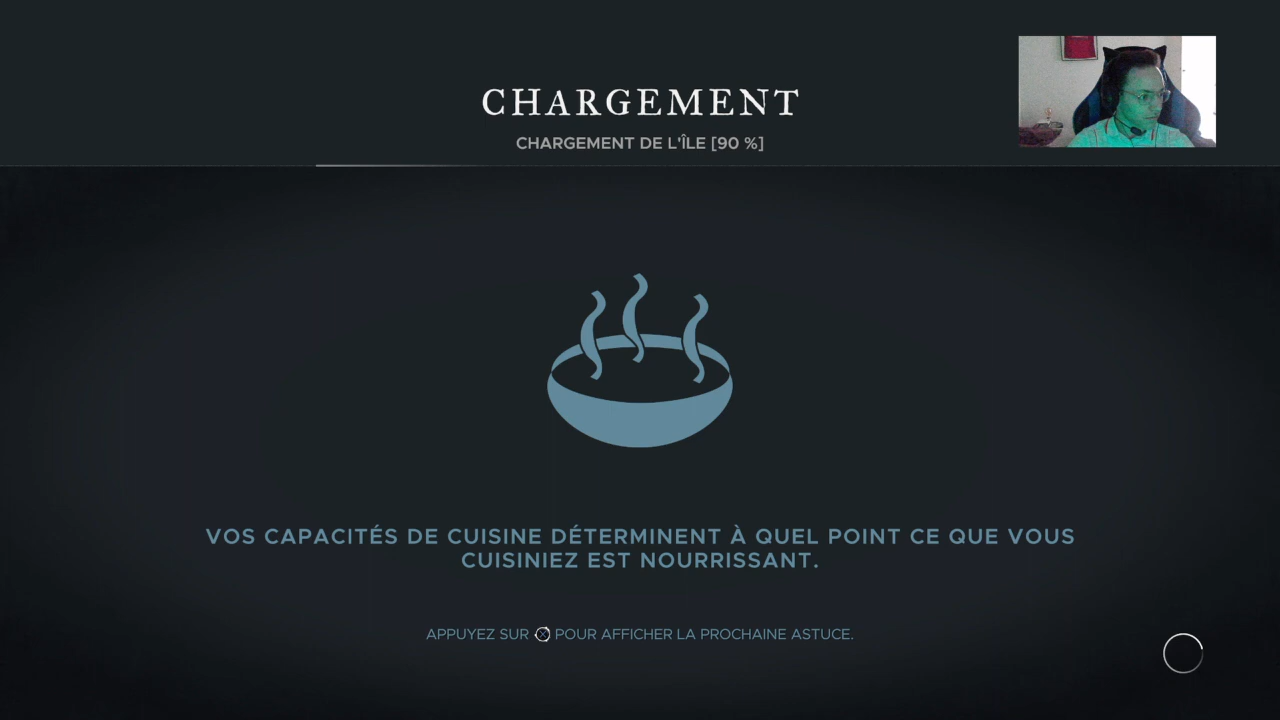 CHARGEMENT
CHARGEMENT DE L'ÎLE [90 %]
VOS CAPACITÉS DE CUISINE DÉTERMINENT À QUEL POINT CE QUE VOUS
CUISINIEZ EST NOURRISSANT.
APPUYEZ SUR POUR AFFICHER LA PROCHAINE ASTUCE.